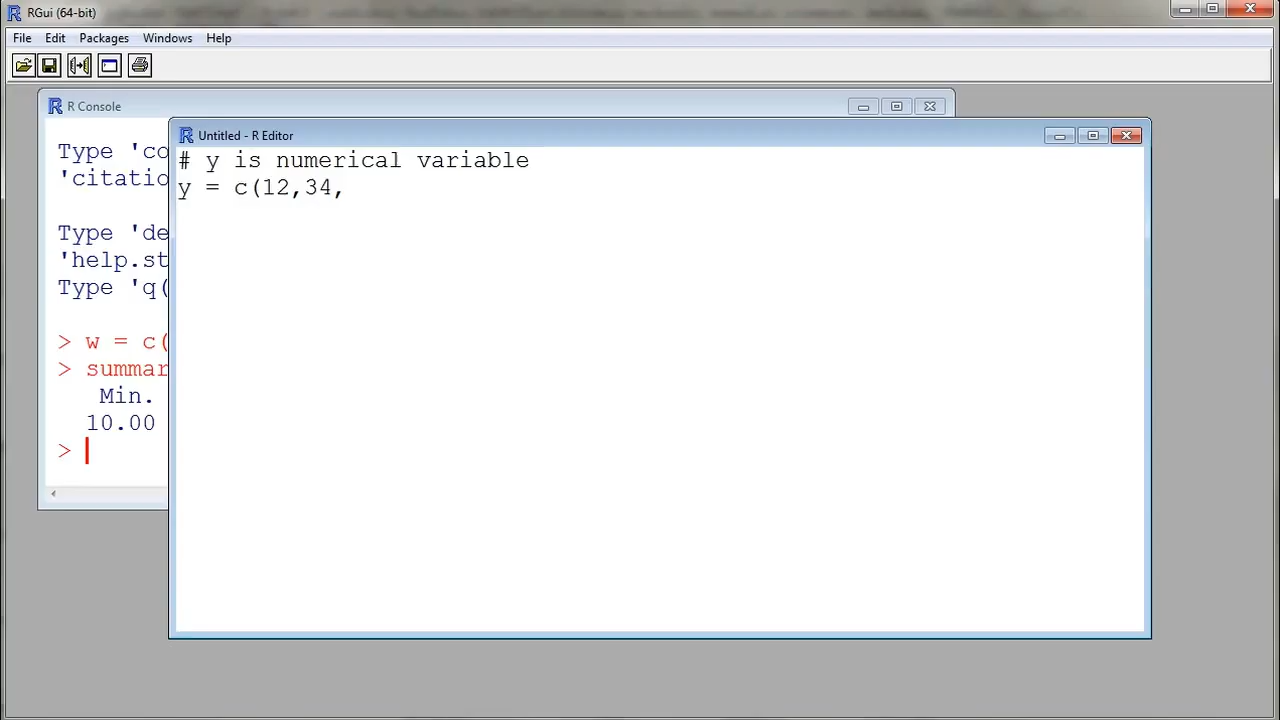 RGui (64-bit)
File Edit Packages Windows Help
R Console
Type 'co
'citation
Type 'de
'help.st
Type 'q(
> w = c(
> summar
Min.
10.00
>
Untitled - R Editor
# y is numerical variable
y = c(12,34,